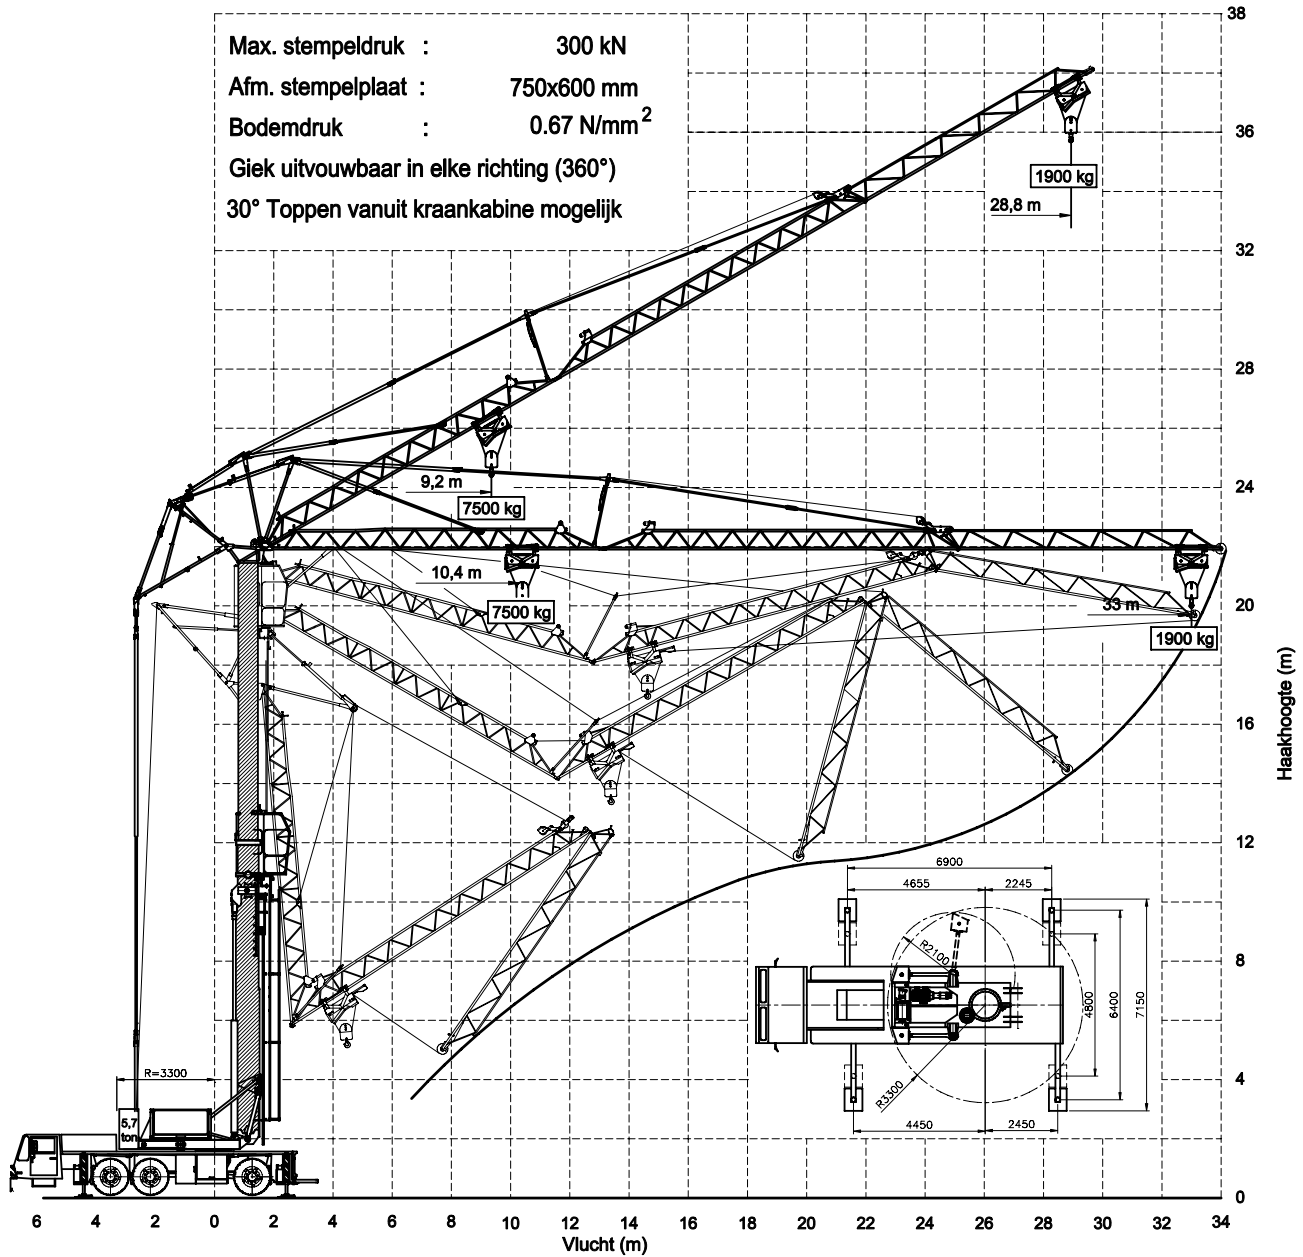 Max. stempeldruk : 300 kN
Afm. stempelplaat : 750x600 mm
Bodemdruk : 0.67 N/mm²
Giek uitvouwbaar in elke richting (360°)
30° Toppen vanuit kraankabine mogelijk
38
36
1900 kg
28,8 m
32
28
9,2 m
7500 kg
24
10,4 m
7500 kg
33 m
20
1900 kg
16
Haakhoogte (m)
12
6900
4655
2245
R2100
8
4800
6400
7150
R3300
4
R=3300
5,7
ton
4450
2450
0
6 4 2 0 2 4 6 8 10 12 14 16 18 20 22 24 26 28 30 32 34
Vlucht (m)